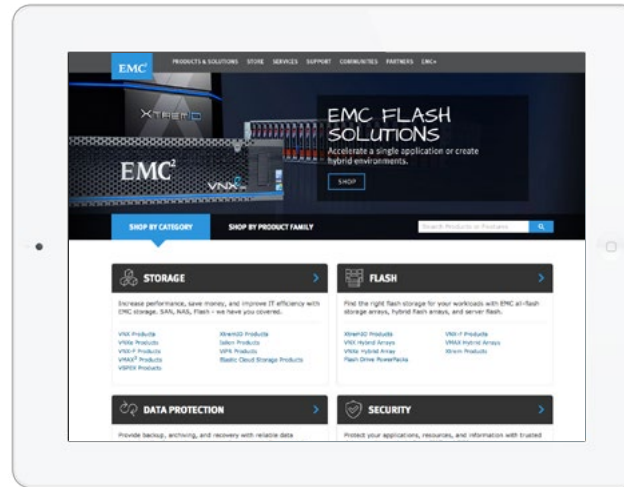 EMC²
PRODUCTS & SOLUTIONS STORE SERVICES SUPPORT COMMUNITIES PARTNERS EMC+
XTREMIO
EMC²
VNX
EMC FLASH
SOLUTIONS
Accelerate a single application or create
hybrid environments.
SHOP
SHOP BY CATEGORY SHOP BY PRODUCT FAMILY Search Products or Features
STORAGE
Increase performance, save money, and improve IT efficiency with
EMC storage. SAN, NAS, Flash - we have you covered.
VNX Products XtremIO Products
VNXe Products Isilon Products
VNX-F Products ViPR Products
VMAX³ Products Elastic Cloud Storage Products
VSPEX Products
FLASH
Find the right flash storage for your workloads with EMC all-flash
storage arrays, hybrid flash arrays, and server flash.
XtremIO Products VNX-F Products
VNX Hybrid Arrays VMAX Hybrid Arrays
VNXe Hybrid Array Xtrem Products
Flash Drive PowerPacks
DATA PROTECTION
Provide backup, archiving, and recovery with reliable data
SECURITY
Protect your applications, resources, and information with trusted